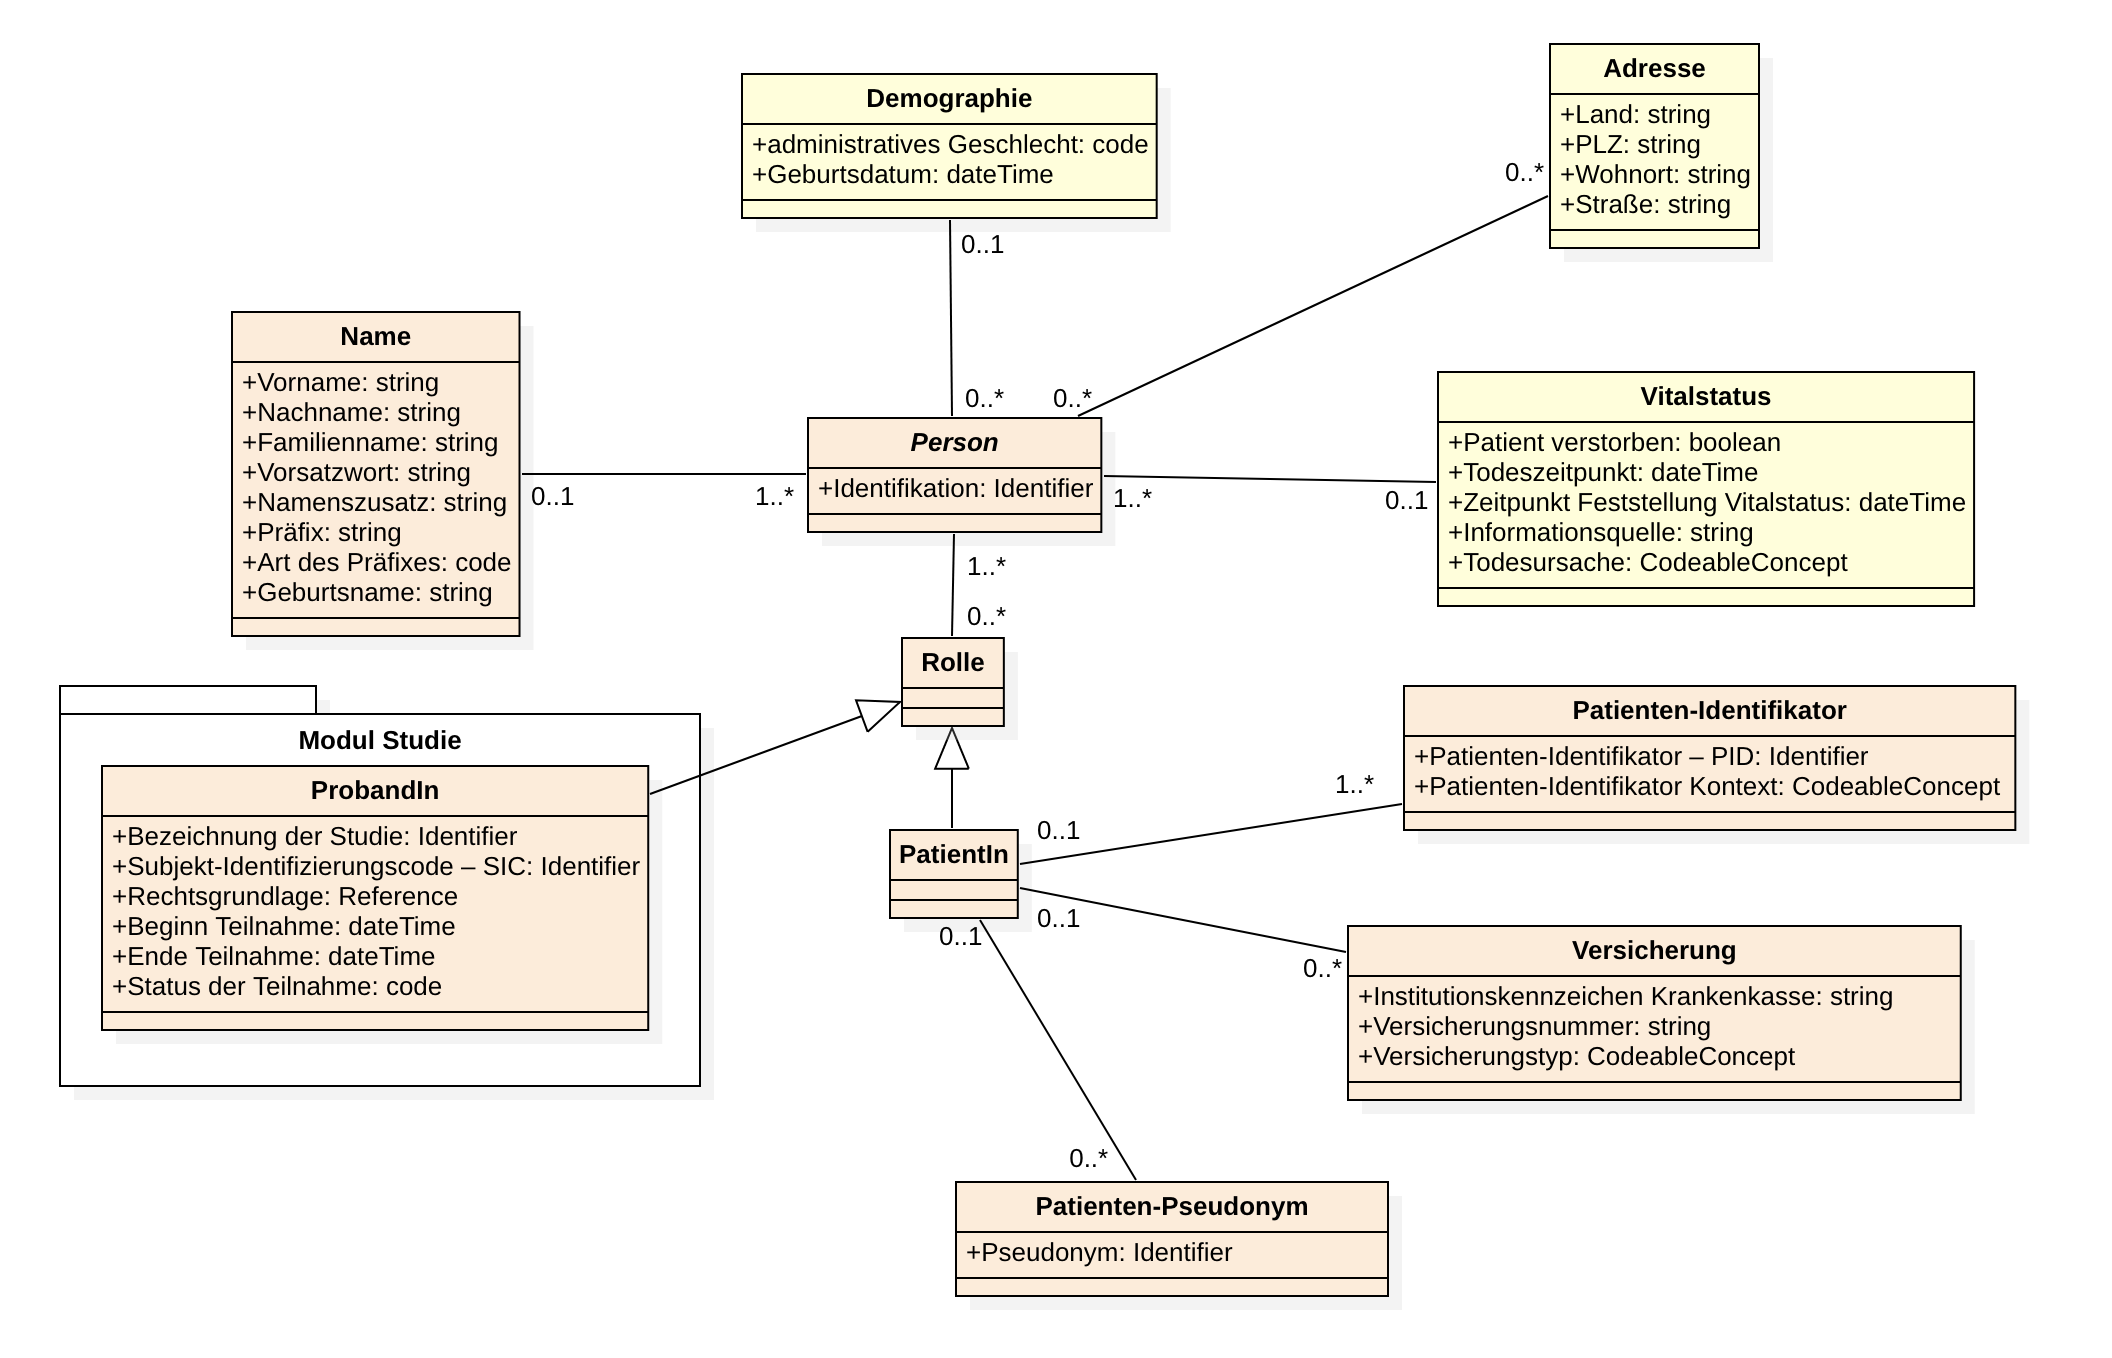 Demographie
+administratives Geschlecht: code
+Geburtsdatum: dateTime
0..1
0..*
Adresse
+Land: string
+PLZ: string
+Wohnort: string
+Straße: string
0..*
0..*
Name
+Vorname: string
+Nachname: string
+Familienname: string
+Vorsatzwort: string
+Namenszusatz: string
+Präfix: string
+Art des Präfixes: code
+Geburtsname: string
0..1
1..*
Person
+Identifikation: Identifier
1..*
0..1
Vitalstatus
+Patient verstorben: boolean
+Todeszeitpunkt: dateTime
+Zeitpunkt Feststellung Vitalstatus: dateTime
+Informationsquelle: string
+Todesursache: CodeableConcept
1..*
0..*
Rolle
Modul Studie
ProbandIn
+Bezeichnung der Studie: Identifier
+Subjekt-Identifizierungscode – SIC: Identifier
+Rechtsgrundlage: Reference
+Beginn Teilnahme: dateTime
+Ende Teilnahme: dateTime
+Status der Teilnahme: code
PatientIn
0..1
1..*
Patienten-Identifikator
+Patienten-Identifikator – PID: Identifier
+Patienten-Identifikator Kontext: CodeableConcept
0..1
0..*
Versicherung
+Institutionskennzeichen Krankenkasse: string
+Versicherungsnummer: string
+Versicherungstyp: CodeableConcept
0..1
0..*
Patienten-Pseudonym
+Pseudonym: Identifier